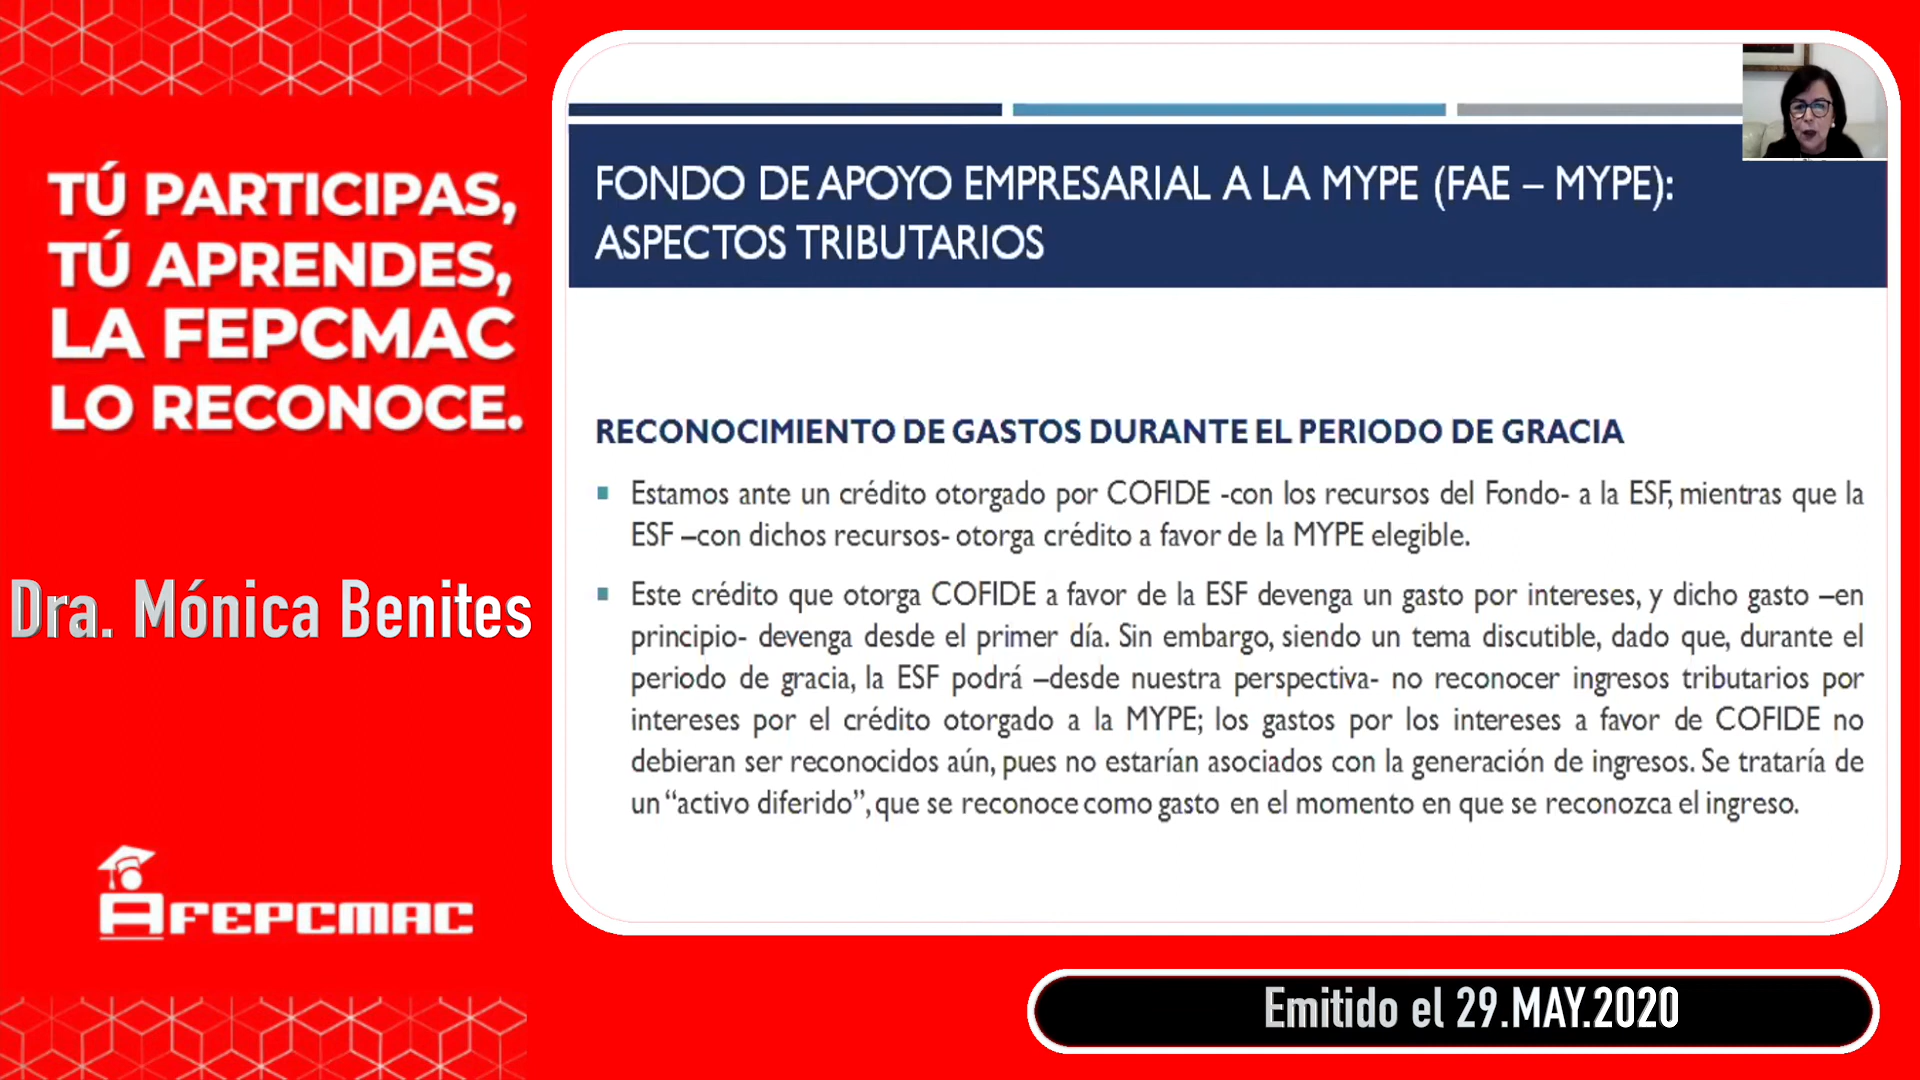 TÚ PARTICIPAS,
TÚ APRENDES,
LA FEPCMAC
LO RECONOCE.
Dra. Mónica Benites
FEPCMAC
FONDO DE APOYO EMPRESARIAL A LA MYPE (FAE – MYPE):
ASPECTOS TRIBUTARIOS
RECONOCIMIENTO DE GASTOS DURANTE EL PERIODO DE GRACIA
▪ Estamos ante un crédito otorgado por COFIDE -con los recursos del Fondo- a la ESF, mientras que la
ESF –con dichos recursos- otorga crédito a favor de la MYPE elegible.
▪ Este crédito que otorga COFIDE a favor de la ESF devenga un gasto por intereses, y dicho gasto –en
principio- devenga desde el primer día. Sin embargo, siendo un tema discutible, dado que, durante el
periodo de gracia, la ESF podrá –desde nuestra perspectiva- no reconocer ingresos tributarios por
intereses por el crédito otorgado a la MYPE; los gastos por los intereses a favor de COFIDE no
debieran ser reconocidos aún, pues no estarían asociados con la generación de ingresos. Se trataría de
un “activo diferido”, que se reconoce como gasto en el momento en que se reconozca el ingreso.
Emitido el 29.MAY.2020